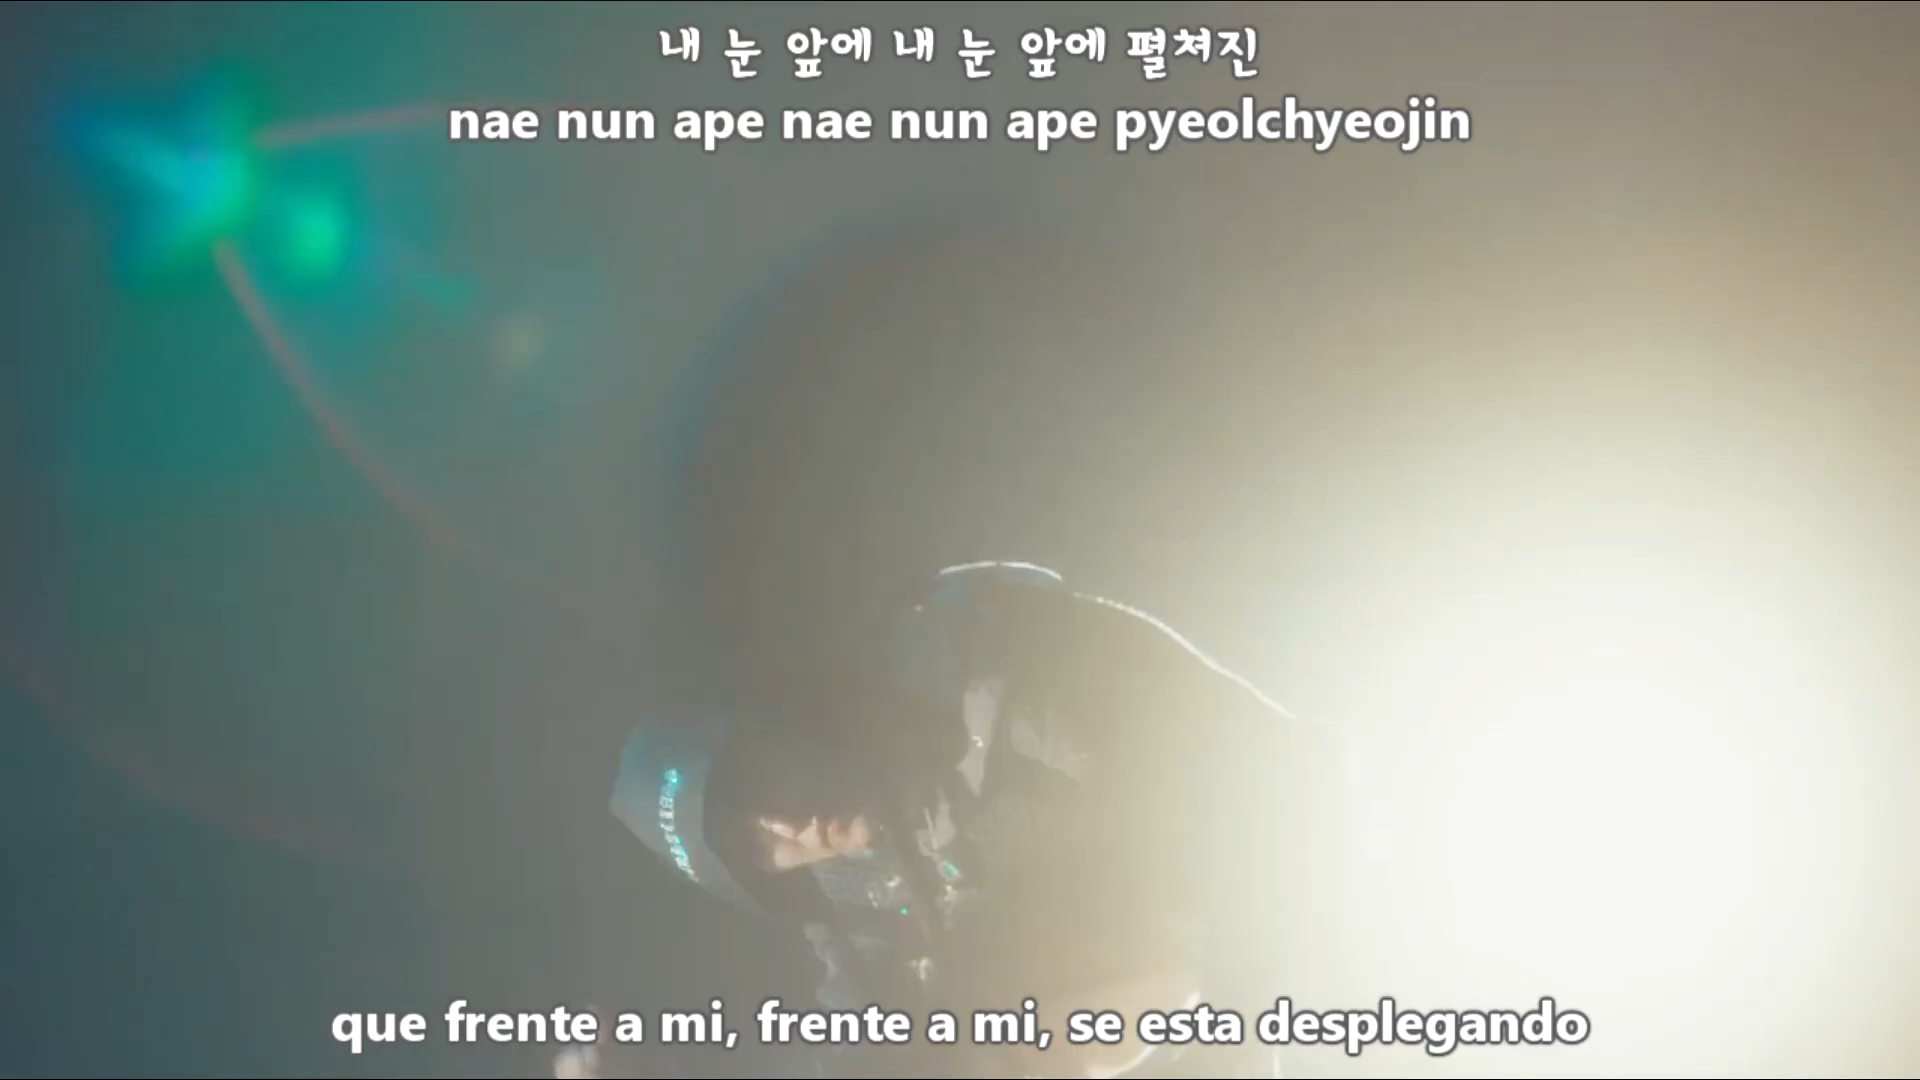 내 눈 앞에 내 눈 앞에 펼쳐진
nae nun ape nae nun ape pyeolchyeojin
que frente a mi, frente a mi, se esta desplegando